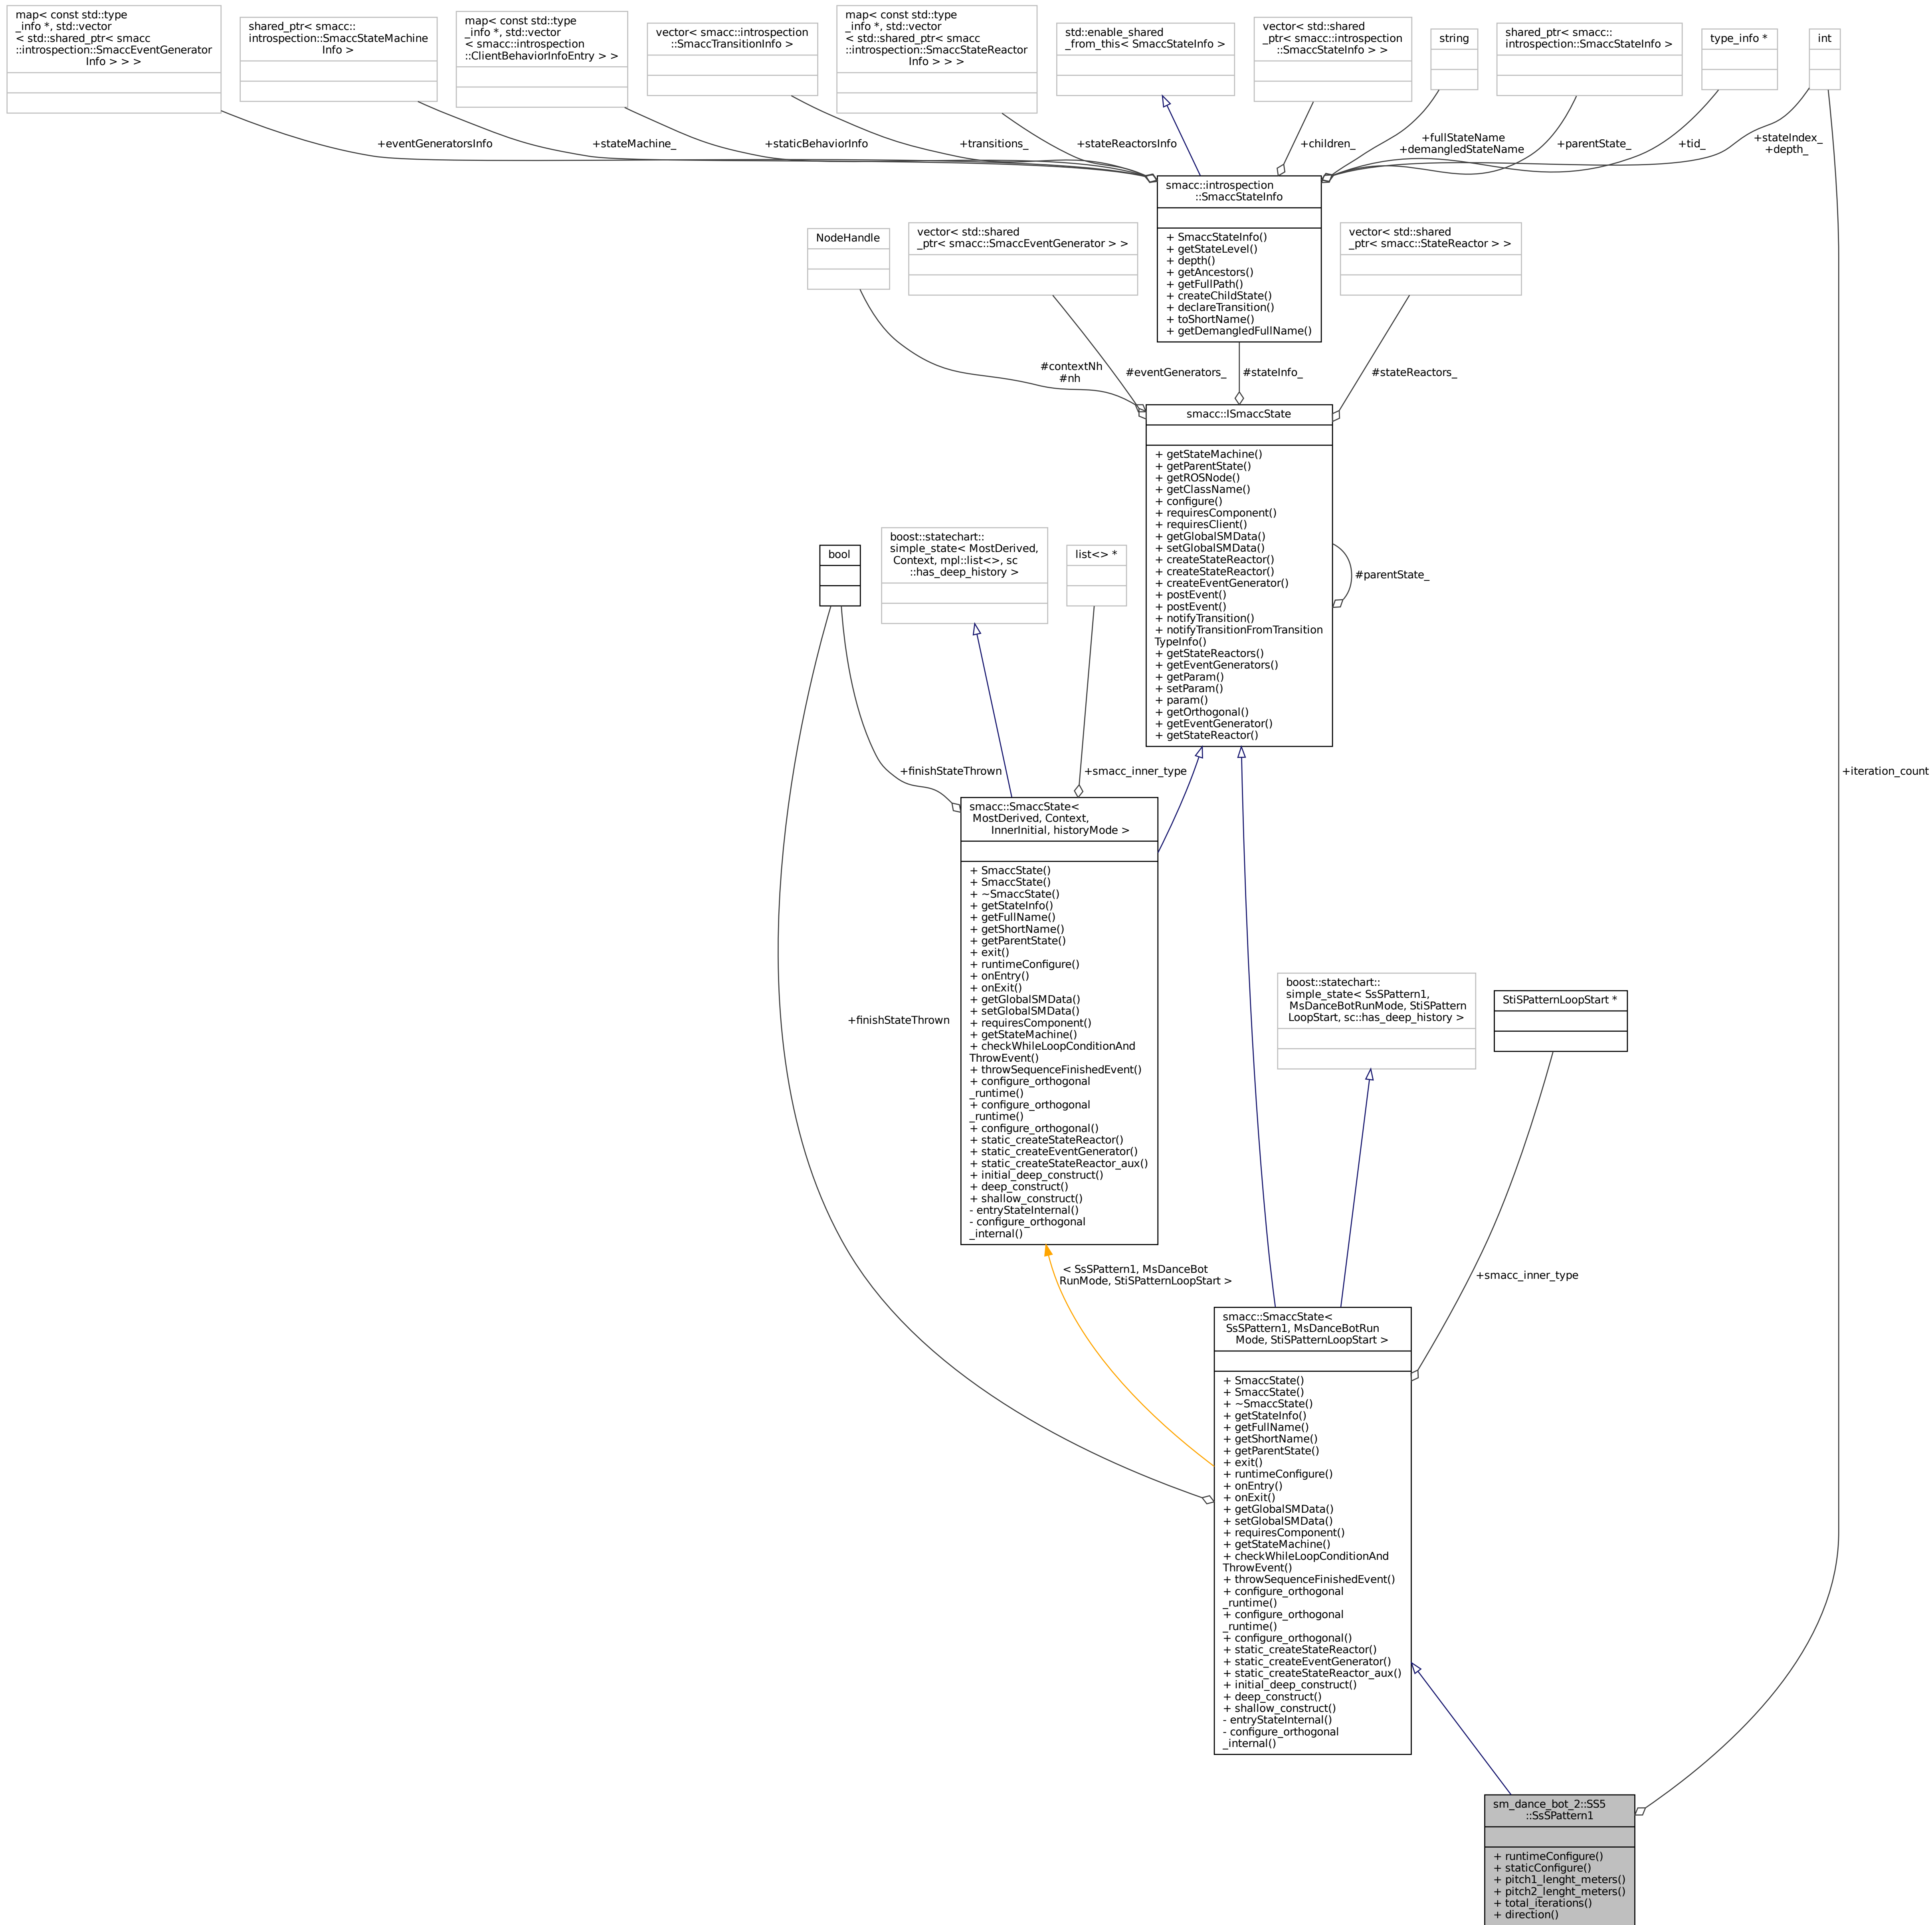 map< const std::type
_info *, std::vector
< std::shared_ptr< smacc
::introspection::SmaccEventGenerator
Info > > >
shared_ptr< smacc::
introspection::SmaccStateMachine
Info >
map< const std::type
_info *, std::vector
< smacc::introspection
::ClientBehaviorInfoEntry > >
vector< smacc::introspection
::SmaccTransitionInfo >
map< const std::type
_info *, std::vector
< std::shared_ptr< smacc
::introspection::SmaccStateReactor
Info > > >
std::enable_shared
_from_this< SmaccStateInfo >
vector< std::shared
_ptr< smacc::introspection
::SmaccStateInfo > >
string
shared_ptr< smacc::
introspection::SmaccStateInfo >
type_info *
int
+eventGeneratorsInfo
+stateMachine_
+staticBehaviorInfo
+transitions_
+stateReactorsInfo
+children_
+fullStateName
+demangledStateName
+parentState_
+tid_
+stateIndex_
+depth_
smacc::introspection
::SmaccStateInfo
+ SmaccStateInfo()
+ getStateLevel()
+ depth()
+ getAncestors()
+ getFullPath()
+ createChildState()
+ declareTransition()
+ toShortName()
+ getDemangledFullName()
NodeHandle
vector< std::shared
_ptr< smacc::SmaccEventGenerator > >
vector< std::shared
_ptr< smacc::StateReactor > >
#contextNh
#nh
#eventGenerators_
#stateInfo_
#stateReactors_
smacc::ISmaccState
+ getStateMachine()
+ getParentState()
+ getROSNode()
+ getClassName()
+ configure()
+ requiresComponent()
+ requiresClient()
+ getGlobalSMData()
+ setGlobalSMData()
+ createStateReactor()
+ createStateReactor()
+ createEventGenerator()
+ postEvent()
+ postEvent()
+ notifyTransition()
+ notifyTransitionFromTransition
TypeInfo()
+ getStateReactors()
+ getEventGenerators()
+ getParam()
+ setParam()
+ param()
+ getOrthogonal()
+ getEventGenerator()
+ getStateReactor()
#parentState_
bool
boost::statechart::
simple_state< MostDerived,
Context, mpl::list<>, sc
::has_deep_history >
list<> *
+finishStateThrown
+smacc_inner_type
+iteration_count
smacc::SmaccState<
MostDerived, Context,
InnerInitial, historyMode >
+ SmaccState()
+ SmaccState()
+ ~SmaccState()
+ getStateInfo()
+ getFullName()
+ getShortName()
+ getParentState()
+ exit()
+ runtimeConfigure()
+ onEntry()
+ onExit()
+ getGlobalSMData()
+ setGlobalSMData()
+ requiresComponent()
+ getStateMachine()
+ checkWhileLoopConditionAnd
ThrowEvent()
+ throwSequenceFinishedEvent()
+ configure_orthogonal
_runtime()
+ configure_orthogonal
_runtime()
+ configure_orthogonal()
+ static_createStateReactor()
+ static_createEventGenerator()
+ static_createStateReactor_aux()
+ initial_deep_construct()
+ deep_construct()
+ shallow_construct()
- entryStateInternal()
- configure_orthogonal
_internal()
+finishStateThrown
boost::statechart::
simple_state< SsSPattern1,
MsDanceBotRunMode, StiSPattern
LoopStart, sc::has_deep_history >
StiSPatternLoopStart *
< SsSPattern1, MsDanceBot
RunMode, StiSPatternLoopStart >
+smacc_inner_type
smacc::SmaccState<
SsSPattern1, MsDanceBotRun
Mode, StiSPatternLoopStart >
+ SmaccState()
+ SmaccState()
+ ~SmaccState()
+ getStateInfo()
+ getFullName()
+ getShortName()
+ getParentState()
+ exit()
+ runtimeConfigure()
+ onEntry()
+ onExit()
+ getGlobalSMData()
+ setGlobalSMData()
+ requiresComponent()
+ getStateMachine()
+ checkWhileLoopConditionAnd
ThrowEvent()
+ throwSequenceFinishedEvent()
+ configure_orthogonal
_runtime()
+ configure_orthogonal
_runtime()
+ configure_orthogonal()
+ static_createStateReactor()
+ static_createEventGenerator()
+ static_createStateReactor_aux()
+ initial_deep_construct()
+ deep_construct()
+ shallow_construct()
- entryStateInternal()
- configure_orthogonal
_internal()
sm_dance_bot_2::SS5
::SsSPattern1
+ runtimeConfigure()
+ staticConfigure()
+ pitch1_lenght_meters()
+ pitch2_lenght_meters()
+ total_iterations()
+ direction()